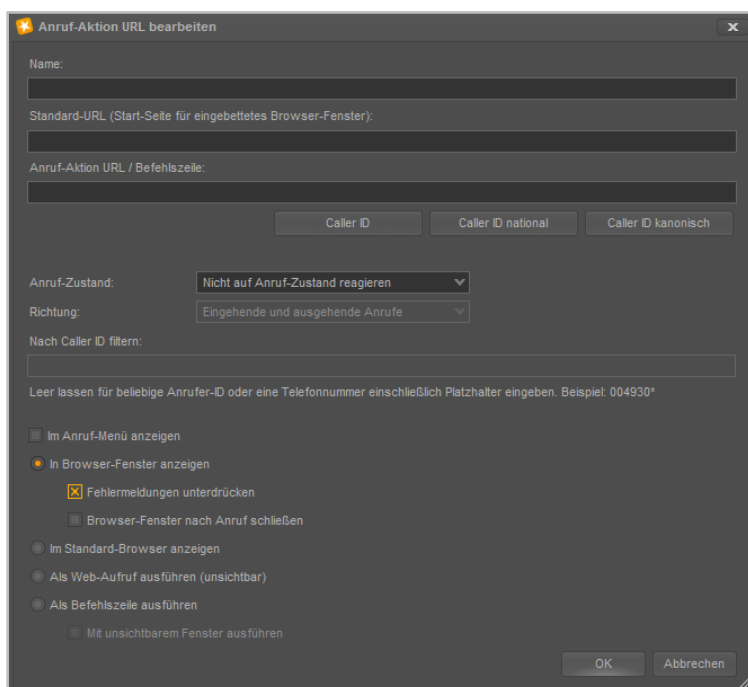 Anruf-Aktion URL bearbeiten
Name:
Standard-URL (Start-Seite für eingebettetes Browser-Fenster):
Anruf-Aktion URL / Befehlszeile:
Caller ID Caller ID national Caller ID kanonisch
Anruf-Zustand: Nicht auf Anruf-Zustand reagieren
Richtung: Eingehende und ausgehende Anrufe
Nach Caller ID filtern:
Leer lassen für beliebige Anrufer-ID oder eine Telefonnummer einschließlich Platzhalter eingeben. Beispiel: 004930*
Im Anruf-Menü anzeigen
In Browser-Fenster anzeigen
Fehlermeldungen unterdrücken
Browser-Fenster nach Anruf schließen
Im Standard-Browser anzeigen
Als Web-Aufruf ausführen (unsichtbar)
Als Befehlszeile ausführen
Mit unsichtbarem Fenster ausführen
OK Abbrechen